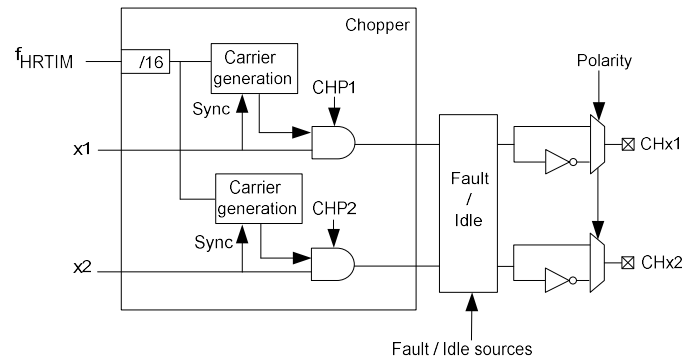 Chopper
fHRTIM
/16
Carrier
generation
Sync
CHP1
x1
Carrier
generation
Sync
CHP2
x2
Fault
/
Idle
Polarity
CHx1
CHx2
Fault / Idle sources